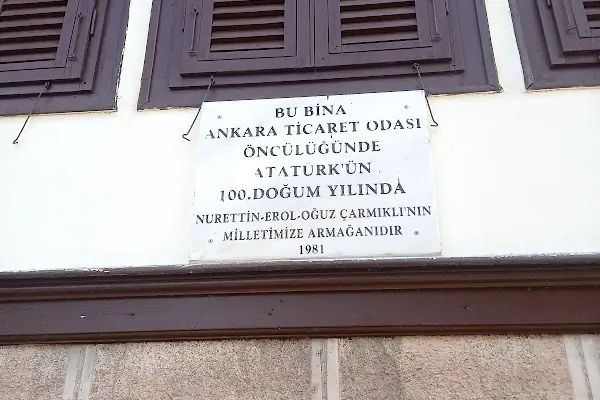 BU BİNA
ANKARA TİCARET ODASI
ÖNCÜLÜĞÜNDE
ATATÜRK'ÜN
100.DOĞUM YILINDA
NURETTİN-EROL-OĞUZ ÇARMIKLI'NIN
MİLLETİMİZE ARMAĞANIDIR
1981